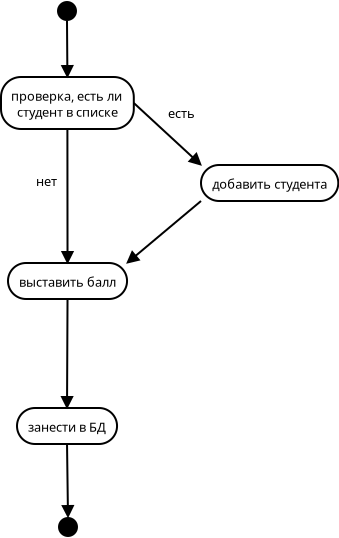 проверка, есть ли
студент в списке
есть
добавить студента
нет
выставить балл
занести в БД